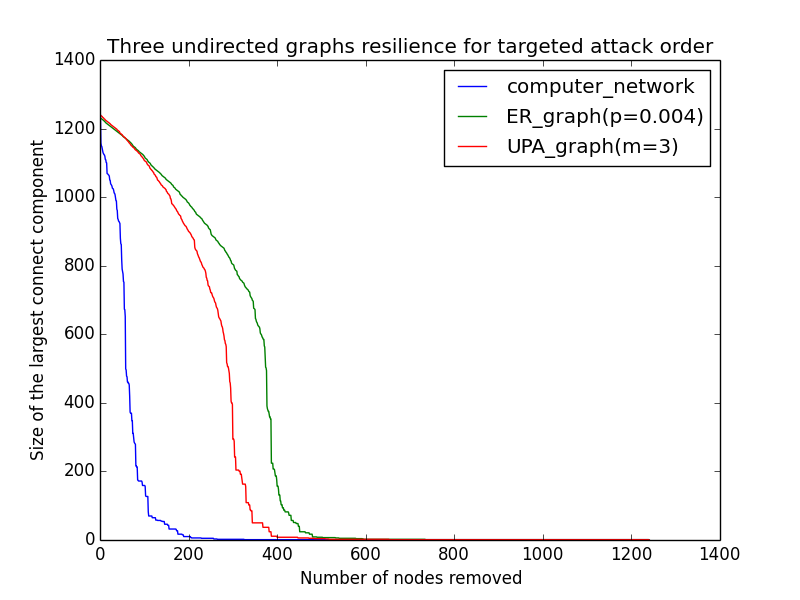 Three undirected graphs resilience for targeted attack order
1400
1200
1000
800
600
400
200
0
Size of the largest connect component
computer_network
ER_graph(p=0.004)
UPA_graph(m=3)
0 200 400 600 800 1000 1200 1400
Number of nodes removed